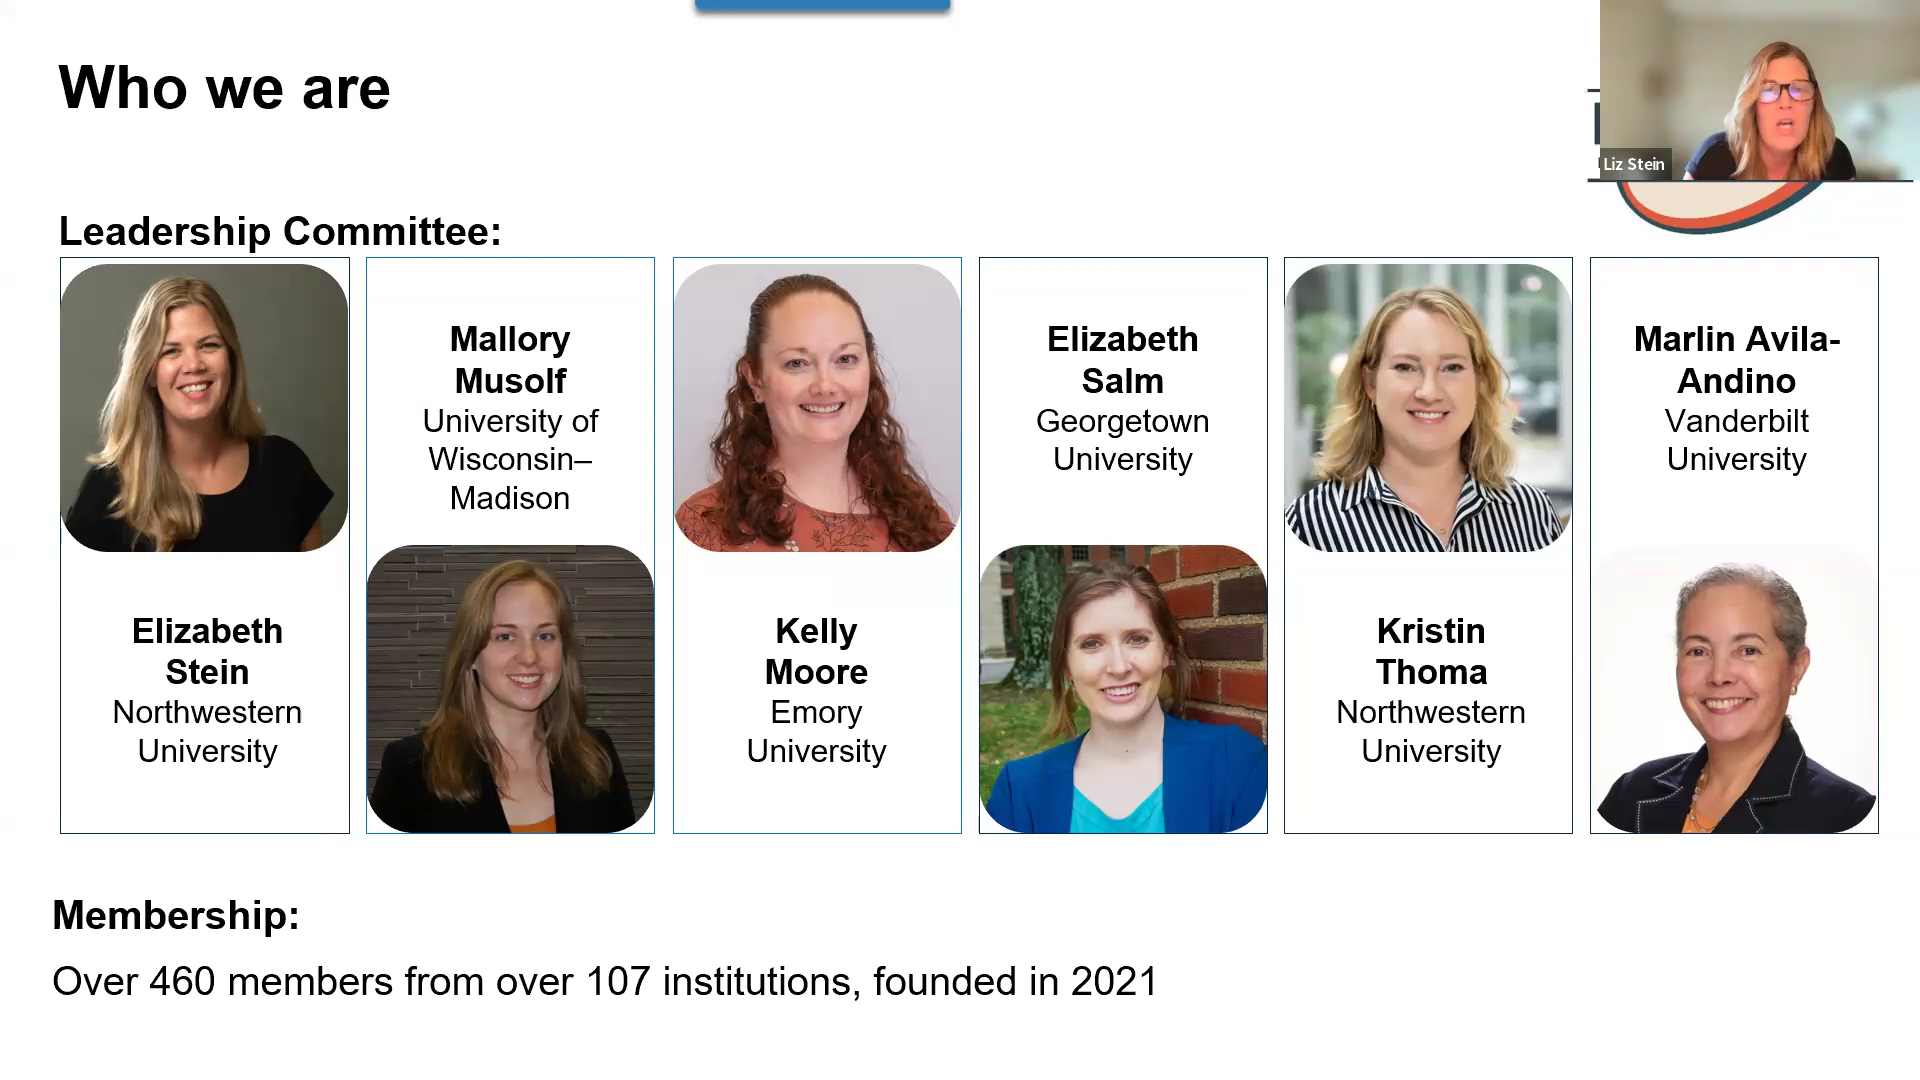 Who we are
Liz Stein
Leadership Committee:
Elizabeth
Stein
Northwestern
University
Mallory
Musolf
University of
Wisconsin–
Madison
Kelly
Moore
Emory
University
Elizabeth
Salm
Georgetown
University
Kristin
Thoma
Northwestern
University
Marlin Avila-
Andino
Vanderbilt
University
Membership:
Over 460 members from over 107 institutions, founded in 2021